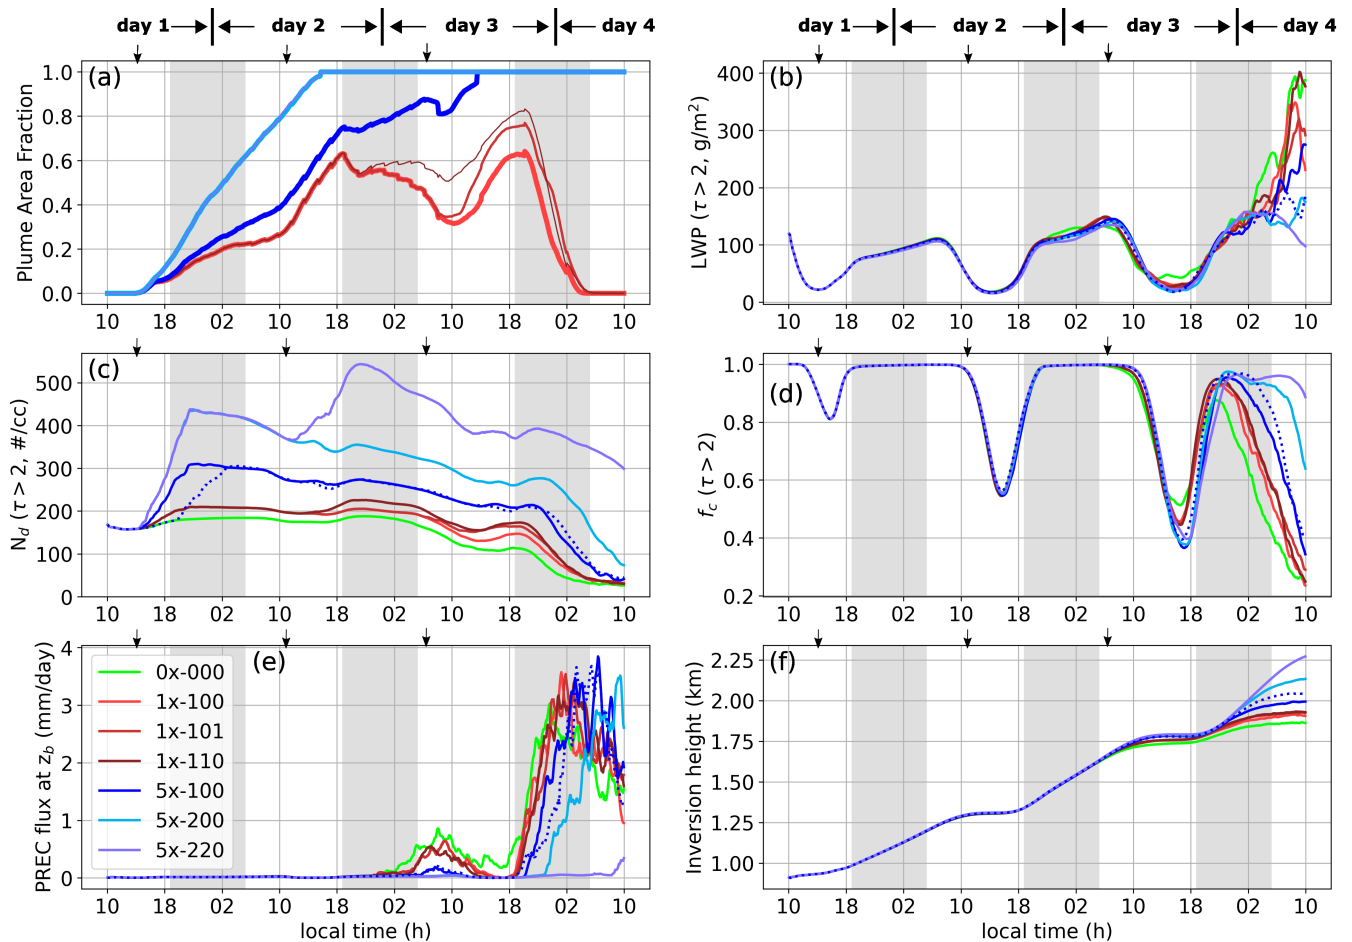 day 1 day 2 day 3 day 4
day 1 day 2 day 3 day 4
(a)
Plume Area Fraction
1.0
0.8
0.6
0.4
0.2
0.0
10 18 02 10 18 02 10 18 02 10
(b)
LWP (τ > 2, g/m²)
400
300
200
100
0
10 18 02 10 18 02 10 18 02 10
(c)
N_d (τ > 2, #/cc)
500
400
300
200
100
0
10 18 02 10 18 02 10 18 02 10
(d)
f_c (τ > 2)
1.0
0.8
0.6
0.4
0.2
10 18 02 10 18 02 10 18 02 10
(e)
PREC flux at z_b (mm/day)
4
3
2
1
0
0x-000
1x-100
1x-101
1x-110
5x-100
5x-200
5x-220
10 18 02 10 18 02 10 18 02 10
local time (h)
(f)
Inversion height (km)
2.25
2.00
1.75
1.50
1.25
1.00
10 18 02 10 18 02 10 18 02 10
local time (h)